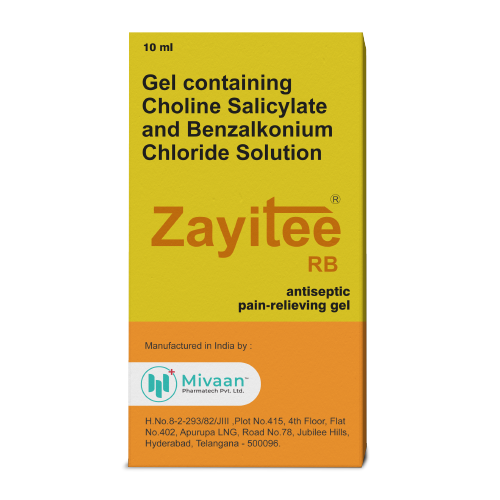 10 ml
Gel containing
Choline Salicylate
and Benzalkonium
Chloride Solution
Zayitee®
RB
antiseptic
pain-relieving gel
Manufactured in India by :
Mivaan™
Pharmatech Pvt. Ltd.
H.No.8-2-293/82/JIII ,Plot No.415, 4th Floor, Flat
No.402, Apurupa LNG, Road No.78, Jubilee Hills,
Hyderabad, Telangana - 500096.